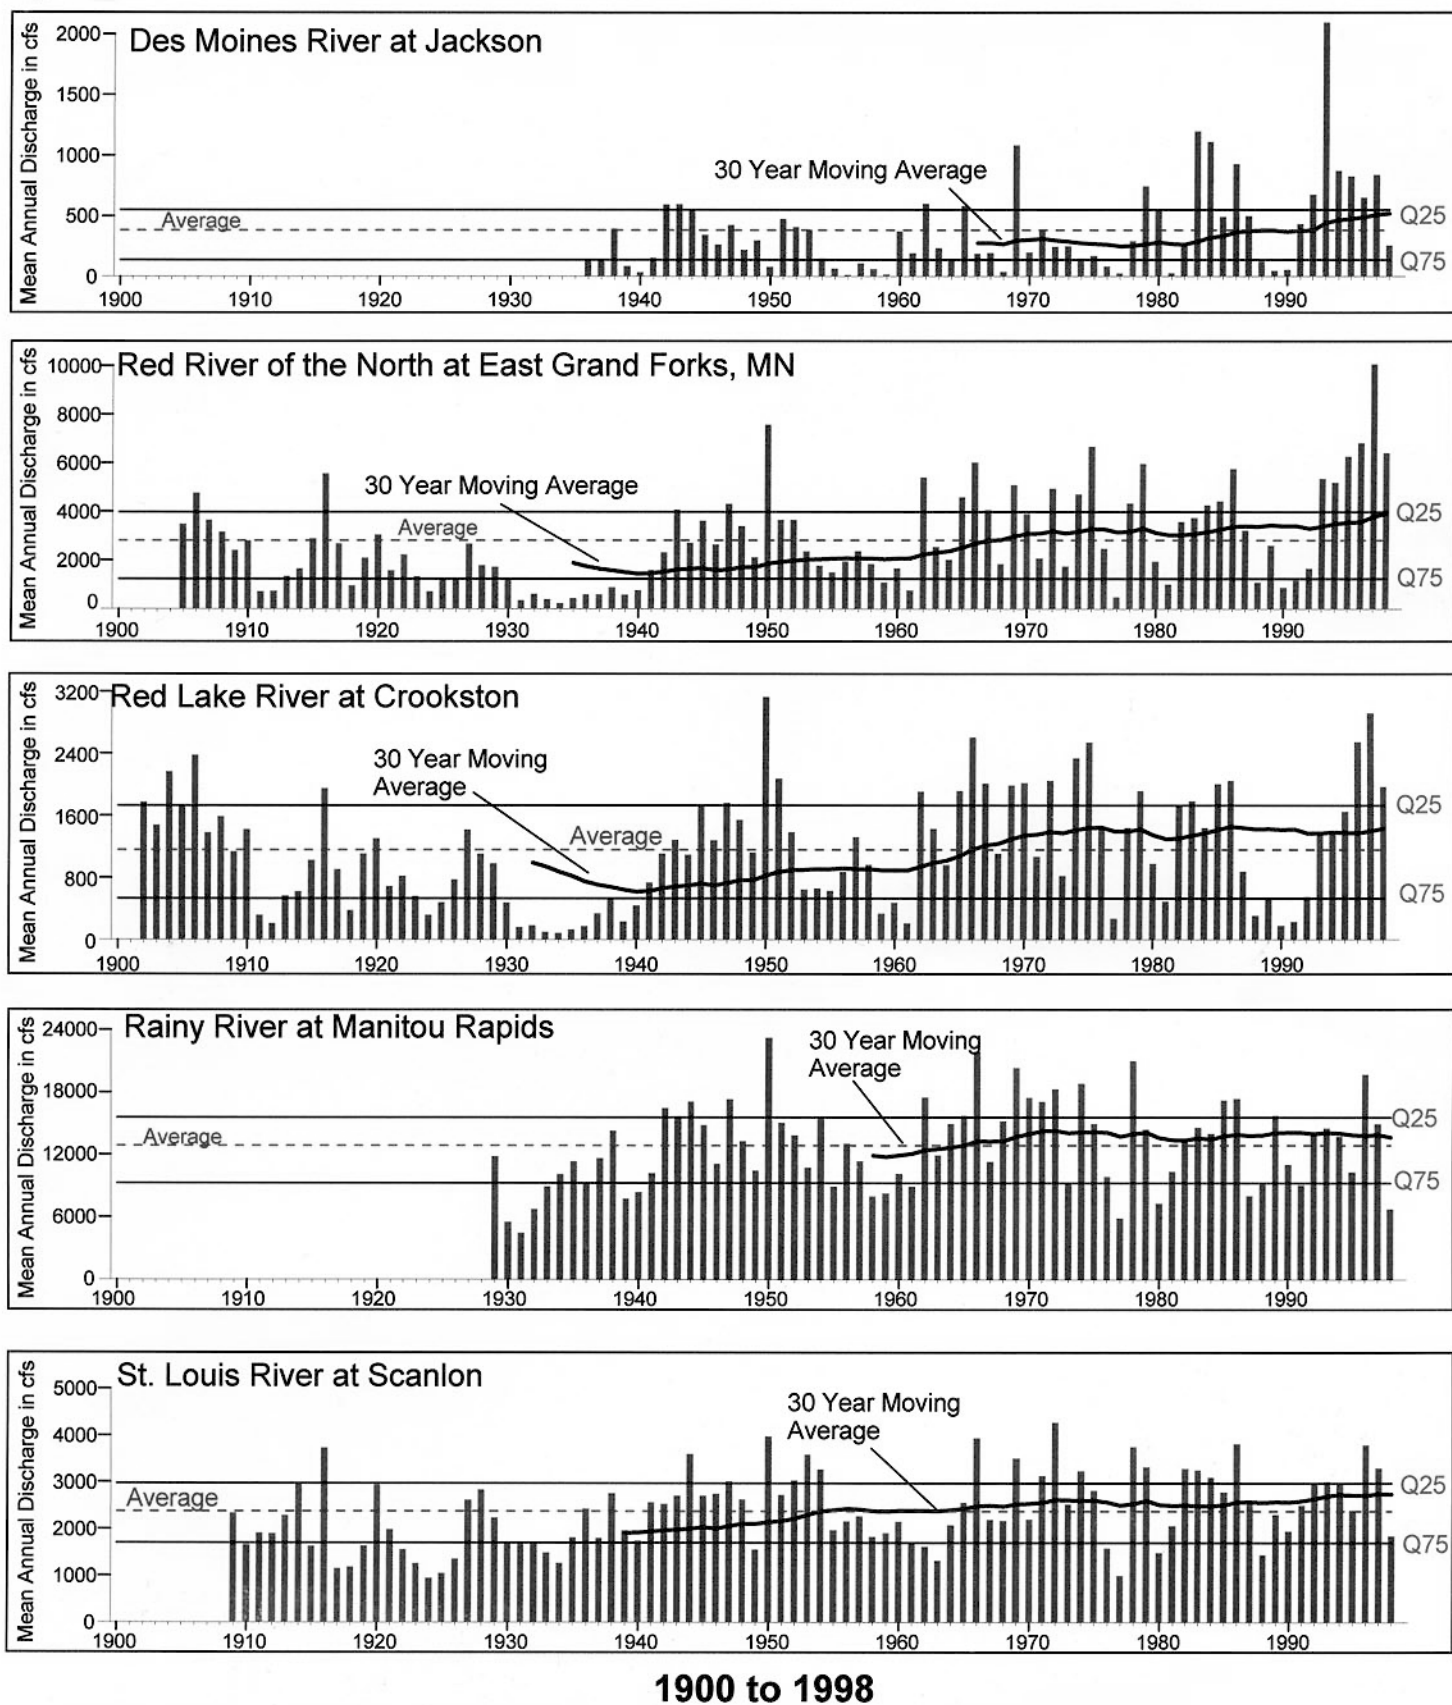 Mean Annual Discharge in cfs
Des Moines River at Jackson
2000
1500
1000
500
0
30 Year Moving Average
Average
Q25
Q75
1900 1910 1920 1930 1940 1950 1960 1970 1980 1990
Mean Annual Discharge in cfs
Red River of the North at East Grand Forks, MN
10000
8000
6000
4000
2000
0
30 Year Moving Average
Average
Q25
Q75
1900 1910 1920 1930 1940 1950 1960 1970 1980 1990
Mean Annual Discharge in cfs
Red Lake River at Crookston
3200
2400
1600
800
0
30 Year Moving
Average
Average
Q25
Q75
1900 1910 1920 1930 1940 1950 1960 1970 1980 1990
Mean Annual Discharge in cfs
Rainy River at Manitou Rapids
24000
18000
12000
6000
0
30 Year Moving
Average
Average
Q25
Q75
1900 1910 1920 1930 1940 1950 1960 1970 1980 1990
Mean Annual Discharge in cfs
St. Louis River at Scanlon
5000
4000
3000
2000
1000
0
30 Year Moving
Average
Average
Q25
Q75
1900 1910 1920 1930 1940 1950 1960 1970 1980 1990
1900 to 1998